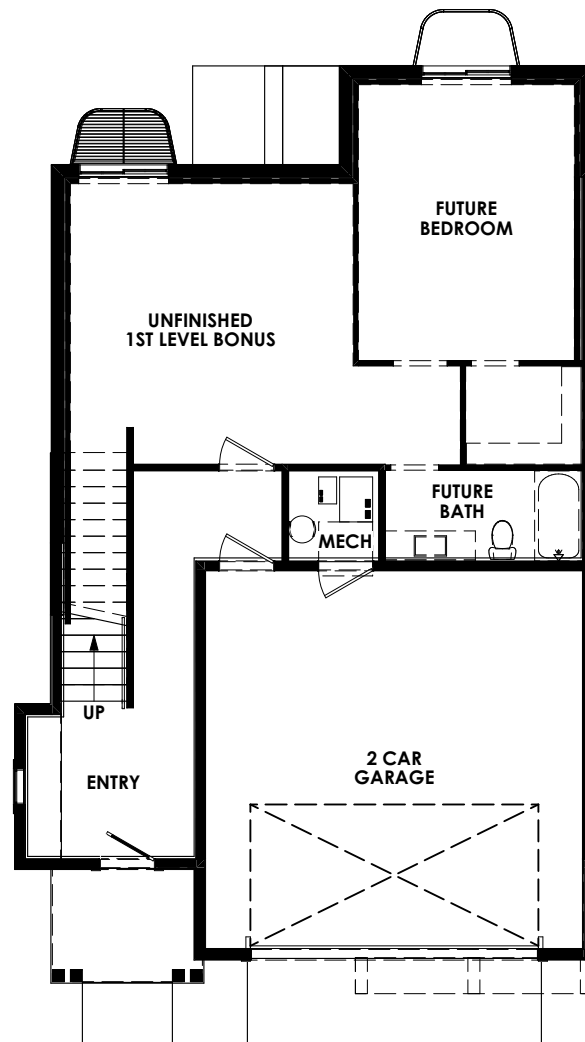 FUTURE
BEDROOM
UNFINISHED
1ST LEVEL BONUS
FUTURE
BATH
MECH
UP
ENTRY
2 CAR
GARAGE